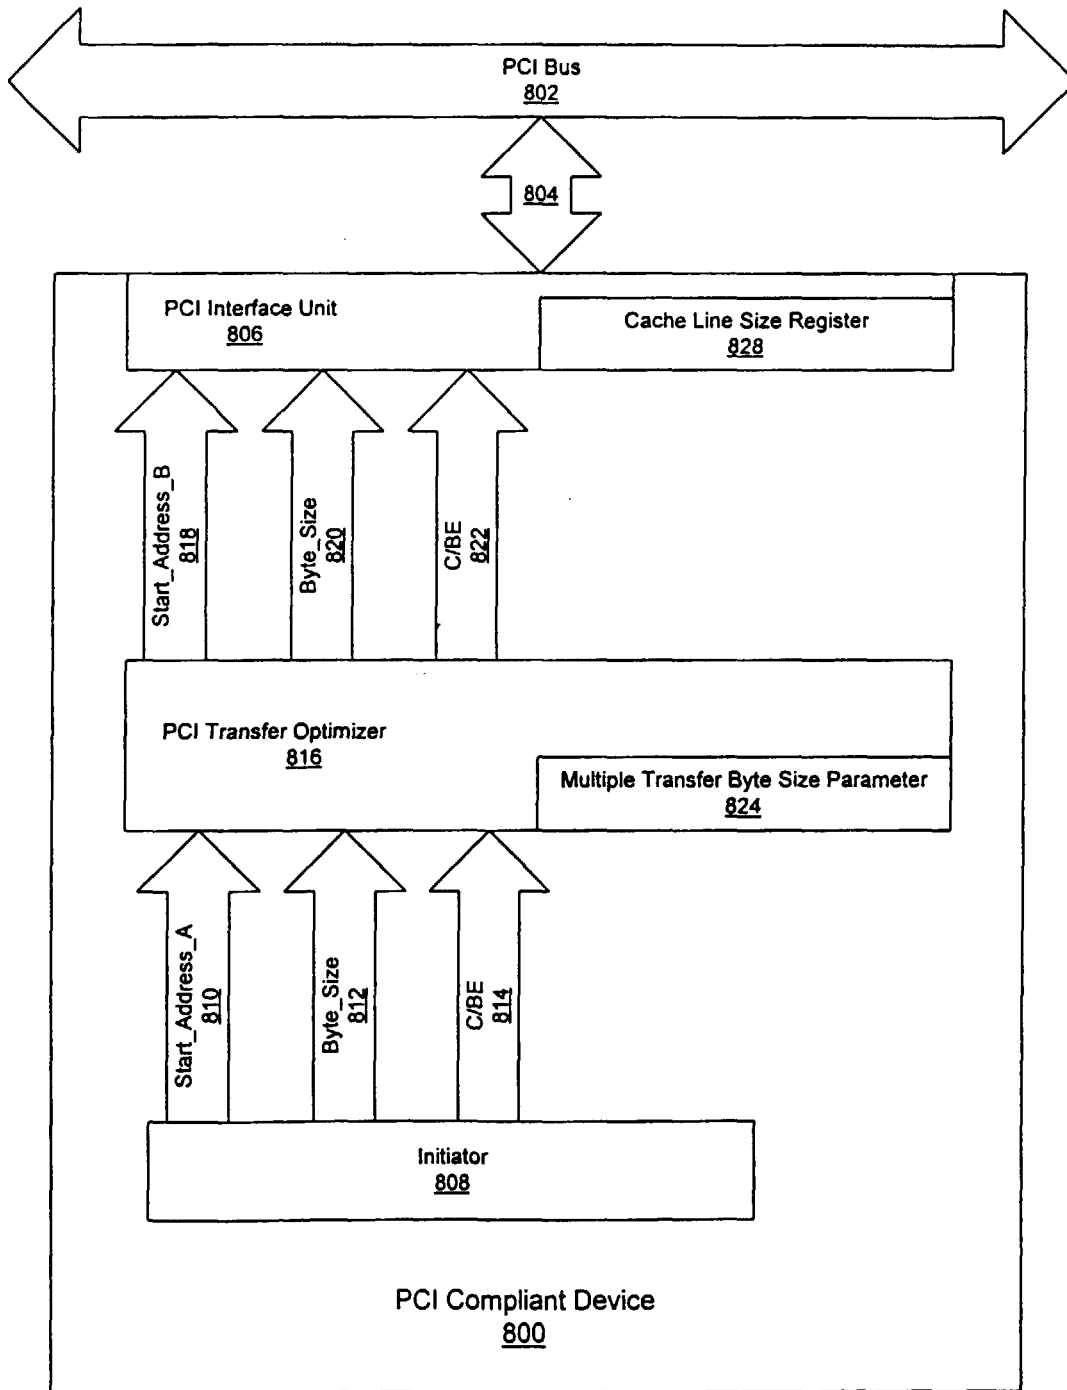 PCI Bus
802
804
PCI Interface Unit
806
Cache Line Size Register
828
Start_Address_B
818
Byte_Size
820
C/BE
822
PCI Transfer Optimizer
816
Multiple Transfer Byte Size Parameter
824
Start_Address_A
810
Byte_Size
812
C/BE
814
Initiator
808
PCI Compliant Device
800